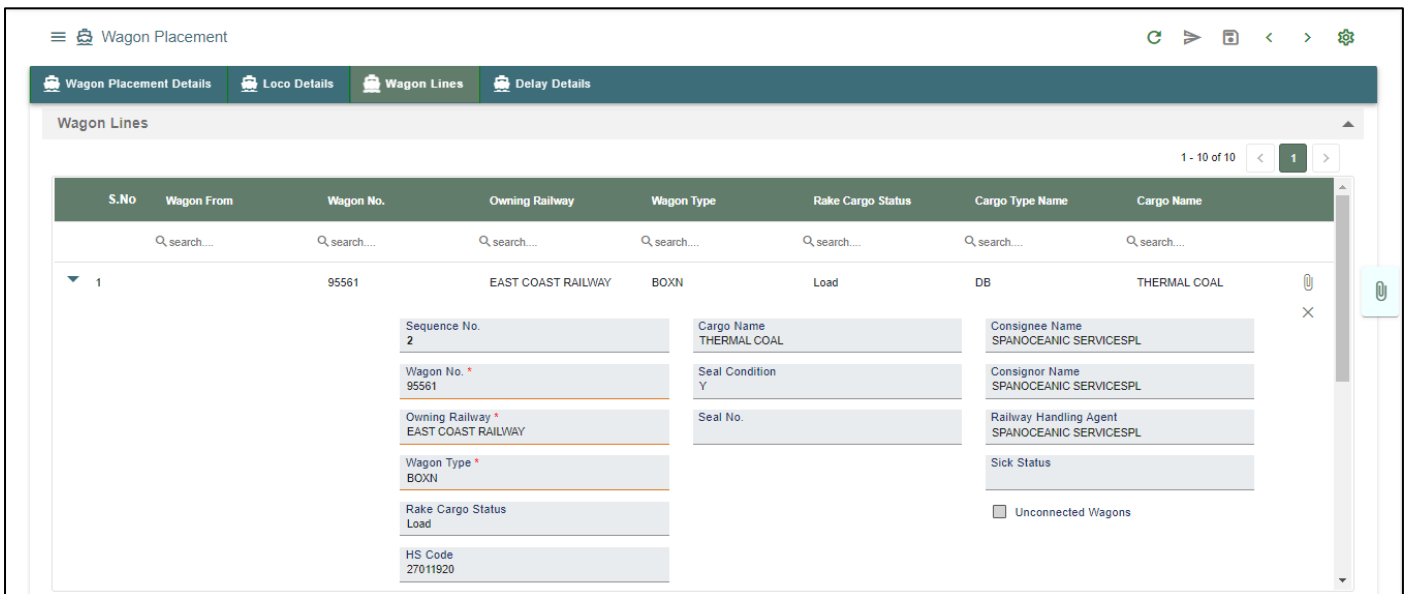 Wagon Placement
Wagon Placement Details Loco Details Wagon Lines Delay Details
Wagon Lines
1 - 10 of 10 < 1 >
S.No Wagon From Wagon No. Owning Railway Wagon Type Rake Cargo Status Cargo Type Name Cargo Name
search.... search.... search.... search.... search.... search.... search....
1 95561 EAST COAST RAILWAY BOXN Load DB THERMAL COAL
Sequence No. Cargo Name Consignee Name
2 THERMAL COAL SPANOCEANIC SERVICESPL
Wagon No. * Seal Condition Consignor Name
95561 Y SPANOCEANIC SERVICESPL
Owning Railway * Seal No. Railway Handling Agent
EAST COAST RAILWAY SPANOCEANIC SERVICESPL
Wagon Type * Sick Status
BOXN
Rake Cargo Status Unconnected Wagons
Load
HS Code
27011920